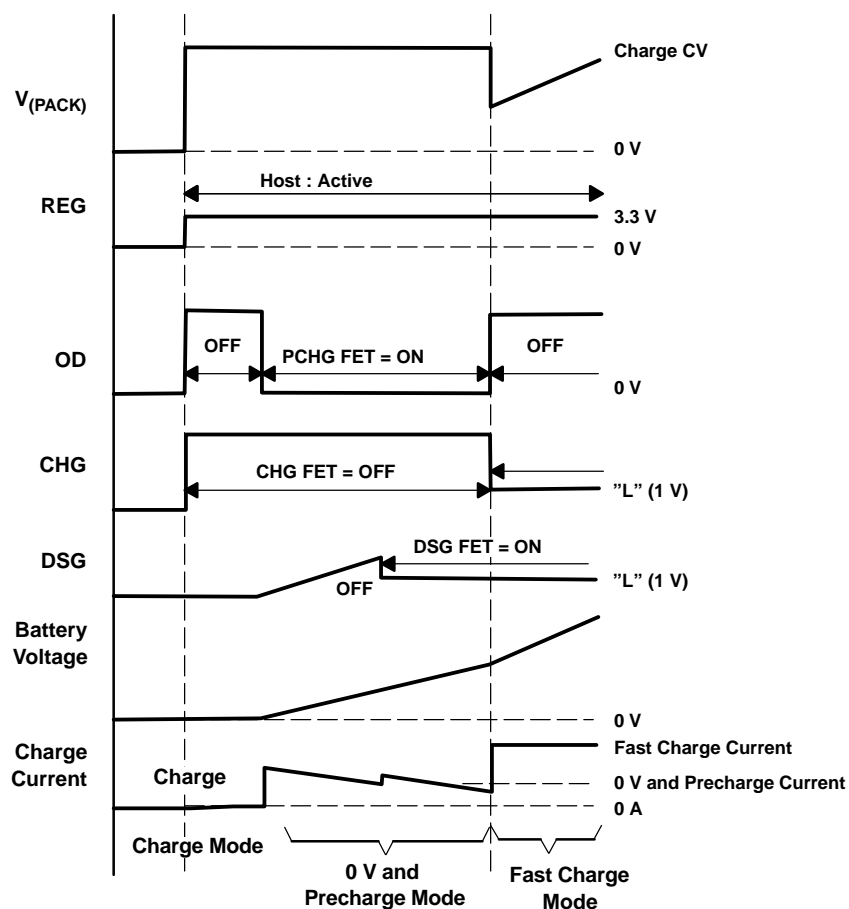 Charge CV
V(PACK)
0 V
Host : Active
REG
3.3 V
0 V
OFF
PCHG FET = ON
OFF
OD
0 V
CHG
CHG FET = OFF
”L” (1 V)
DSG FET = ON
DSG
OFF
”L” (1 V)
Battery
Voltage
0 V
Charge
Current
Fast Charge Current
Charge
0 V and Precharge Current
0 A
Charge Mode
0 V and
Precharge Mode
Fast Charge
Mode